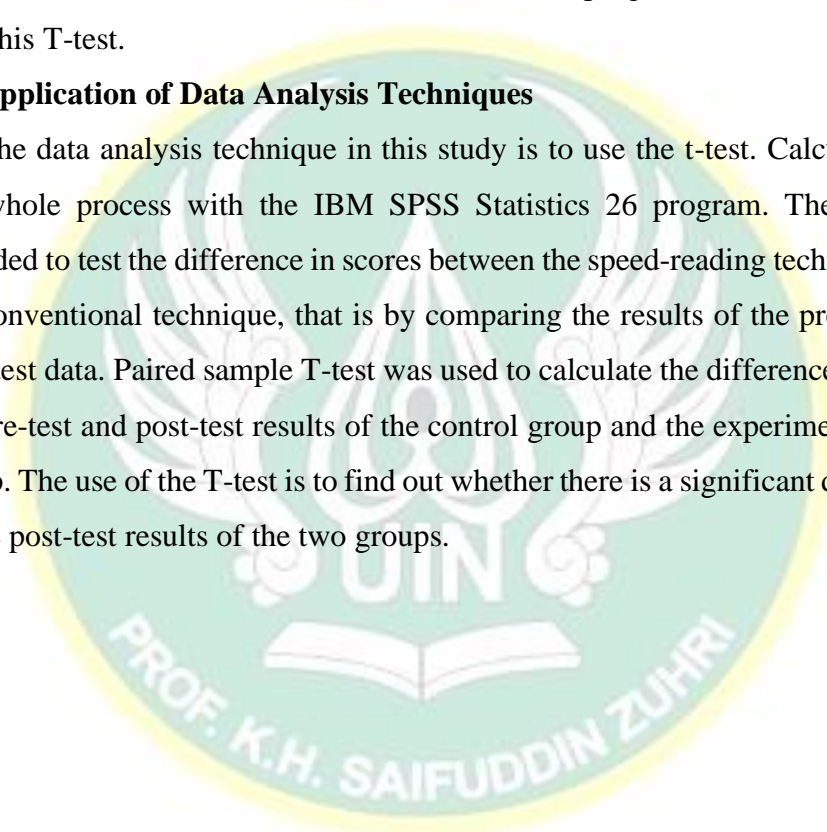 his T-test.
pplication of Data Analysis Techniques
he data analysis technique in this study is to use the t-test. Calc
whole process with the IBM SPSS Statistics 26 program. The
ded to test the difference in scores between the speed-reading tech
onventional technique, that is by comparing the results of the pr
est data. Paired sample T-test was used to calculate the difference
re-test and post-test results of the control group and the experime
. The use of the T-test is to find out whether there is a significant
post-test results of the two groups.
UIN
PROF. K.H. SAIFUDDIN ZUHRI